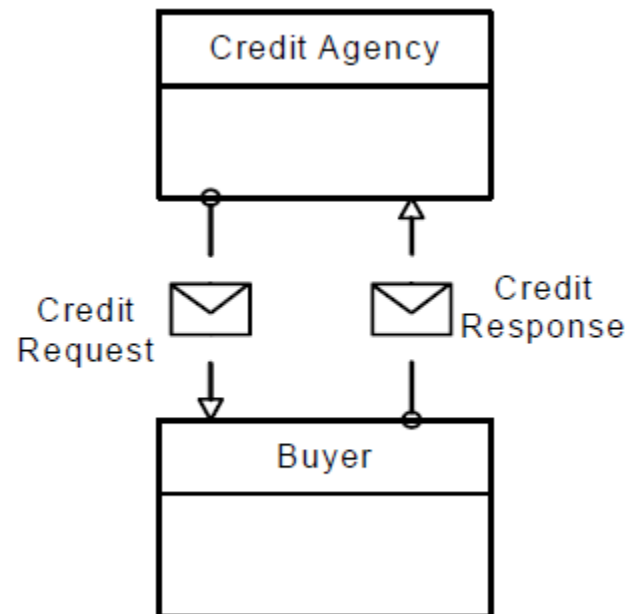 Credit Agency
Credit
Request
Credit
Response
Buyer